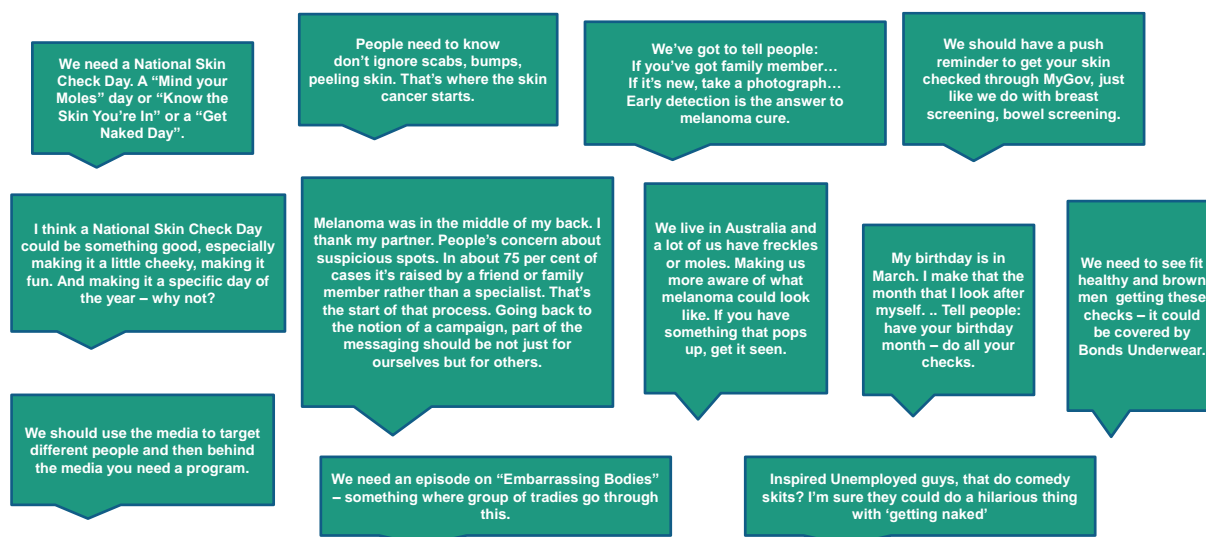 We need a National Skin
Check Day. A “Mind your
Moles” day or “Know the
Skin You’re In” or a “Get
Naked Day”.
People need to know
don’t ignore scabs, bumps,
peeling skin. That’s where the skin
cancer starts.
We’ve got to tell people:
If you’ve got family member…
If it’s new, take a photograph…
Early detection is the answer to
melanoma cure.
We should have a push
reminder to get your skin
checked through MyGov, just
like we do with breast
screening, bowel screening.
I think a National Skin Check Day
could be something good, especially
making it a little cheeky, making it
fun. And making it a specific day of
the year – why not?
Melanoma was in the middle of my back. I
thank my partner. People’s concern about
suspicious spots. In about 75 per cent of
cases it’s raised by a friend or family
member rather than a specialist. That’s
the start of that process. Going back to
the notion of a campaign, part of the
messaging should be not just for
ourselves but for others.
We live in Australia and
a lot of us have freckles
or moles. Making us
more aware of what
melanoma could look
like. If you have
something that pops
up, get it seen.
My birthday is in
March. I make that the
month that I look after
myself. .. Tell people:
have your birthday
month – do all your
checks.
We need to see fit
healthy and brown
men getting these
checks – it could
be covered by
Bonds Underwear.
We should use the media to target
different people and then behind
the media you need a program.
We need an episode on “Embarrassing Bodies”
– something where group of tradies go through
this.
Inspired Unemployed guys, that do comedy
skits? I’m sure they could do a hilarious thing
with ‘getting naked’